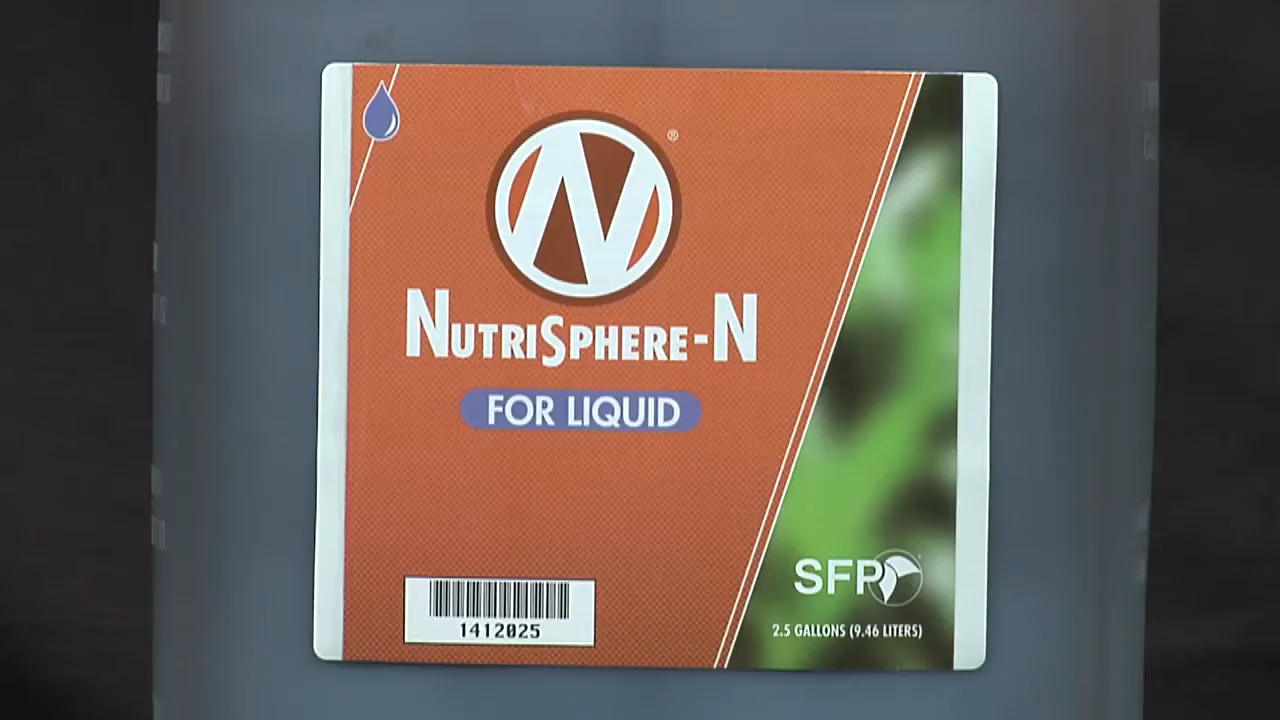 N®
NUTRISPHERE-N
FOR LIQUID
1412025
SFP
2.5 GALLONS (9.46 LITERS)